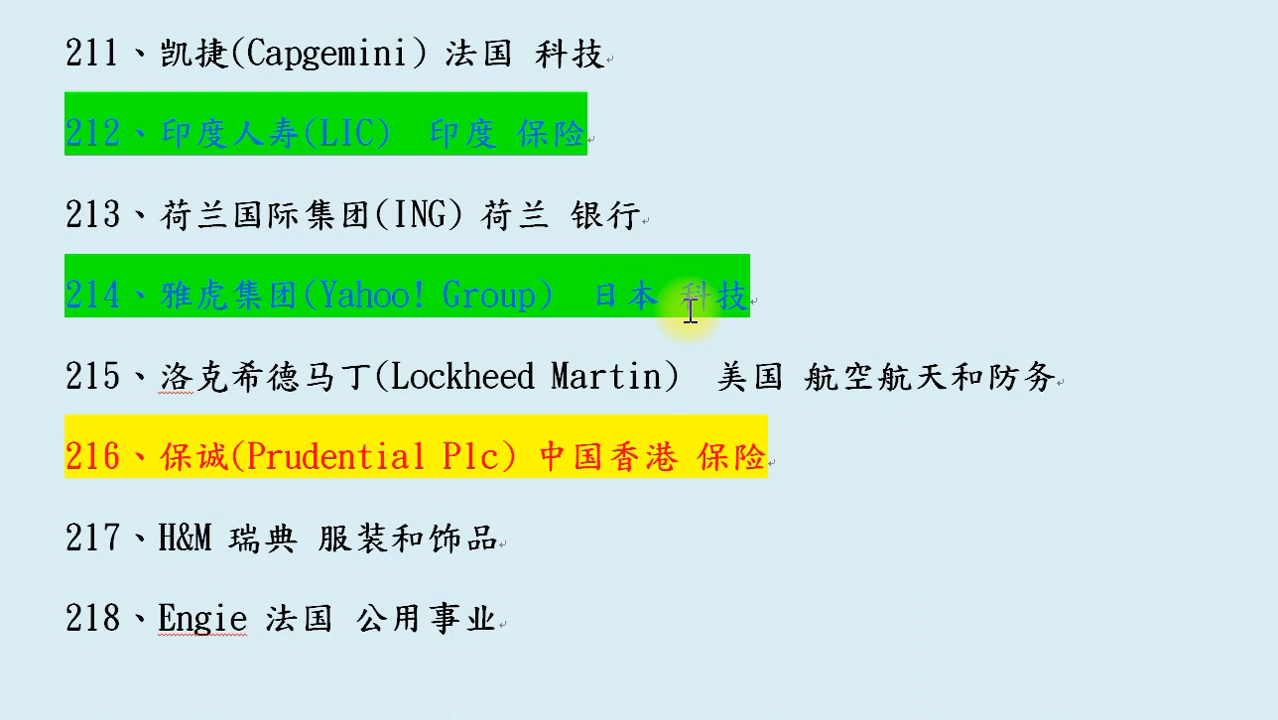 211、凯捷(Capgemini) 法国 科技
212、印度人寿(LIC) 印度 保险
213、荷兰国际集团(ING) 荷兰 银行
214、雅虎集团(Yahoo! Group) 日本 科技
215、洛克希德马丁(Lockheed Martin) 美国 航空航天和防务
216、保诚(Prudential Plc) 中国香港 保险
217、H&M 瑞典 服装和饰品
218、Engie 法国 公用事业